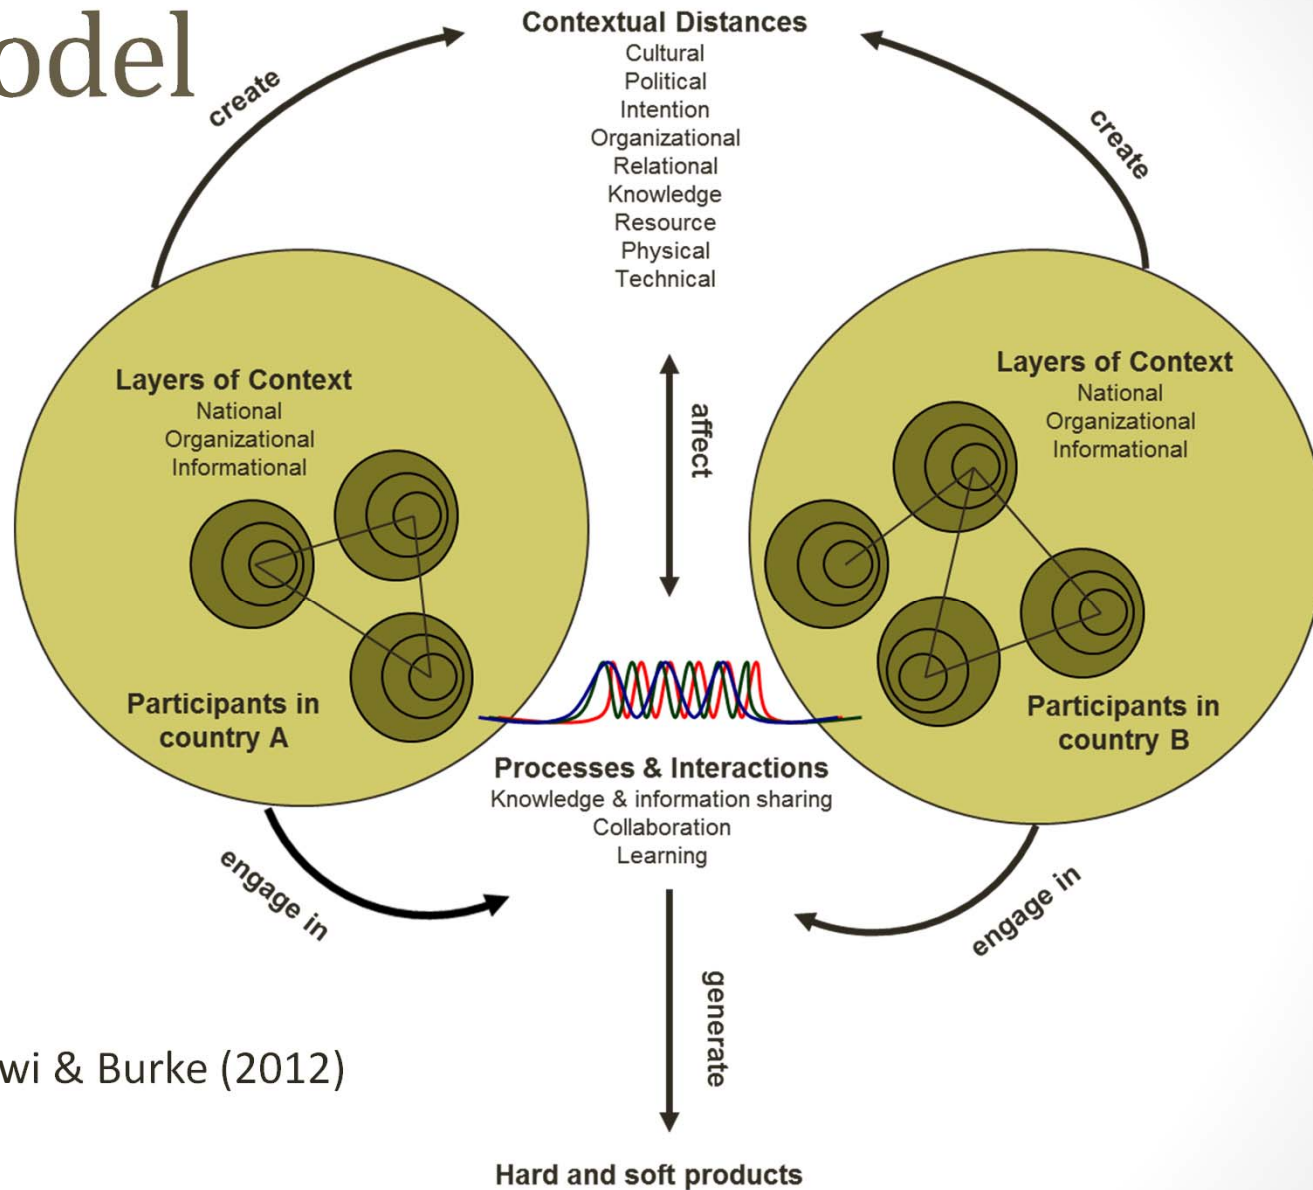 odel
Contextual Distances
Cultural
Political
Intention
Organizational
Relational
Knowledge
Resource
Physical
Technical
create
create
Layers of Context
National
Organizational
Informational
Layers of Context
National
Organizational
Informational
affect
Participants in
country A
Participants in
country B
Processes & Interactions
Knowledge & information sharing
Collaboration
Learning
engage in
engage in
generate
wi & Burke (2012)
Hard and soft products